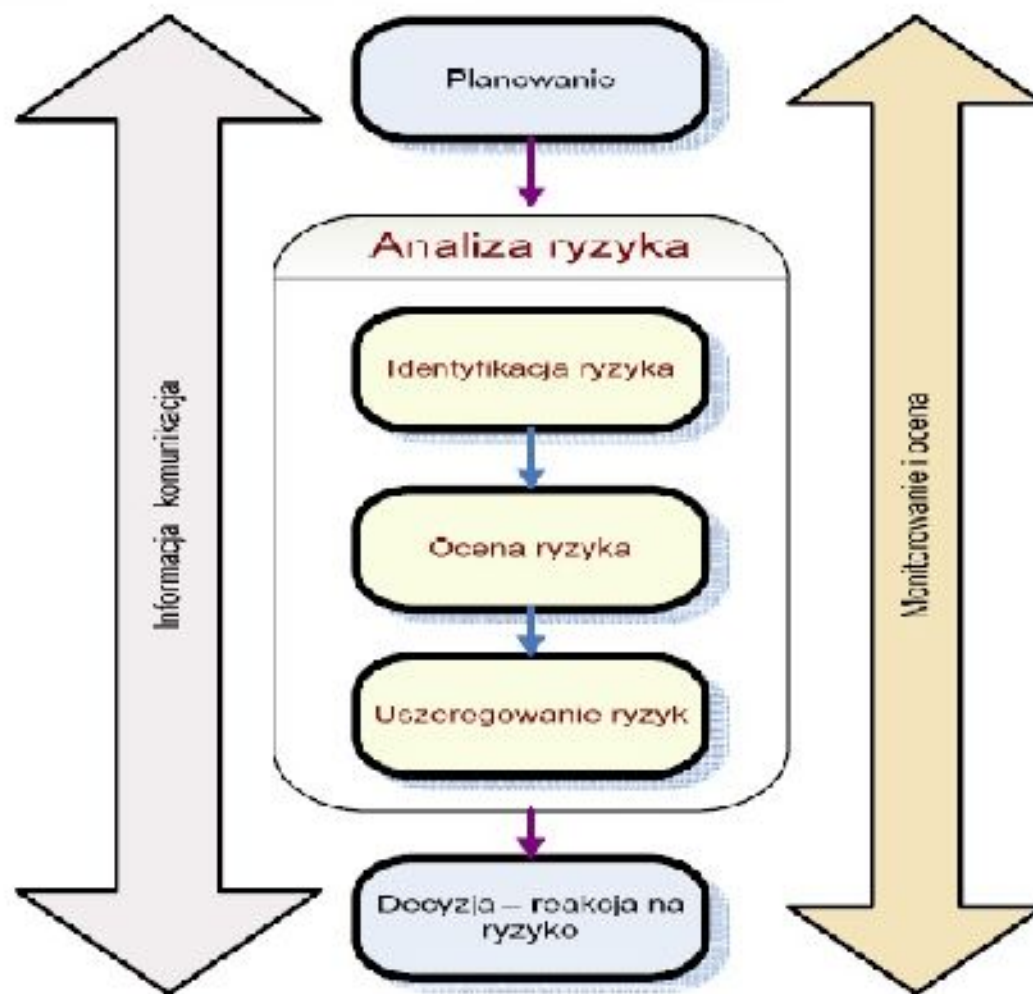 Planowanie
Analiza ryzyka
Identyfikacja ryzyka
Ocena ryzyka
Uszeregowanie ryzyk
Decyzja – reakcja na
ryzyko
Informacja komunikacja
Monitorowanie i ocena